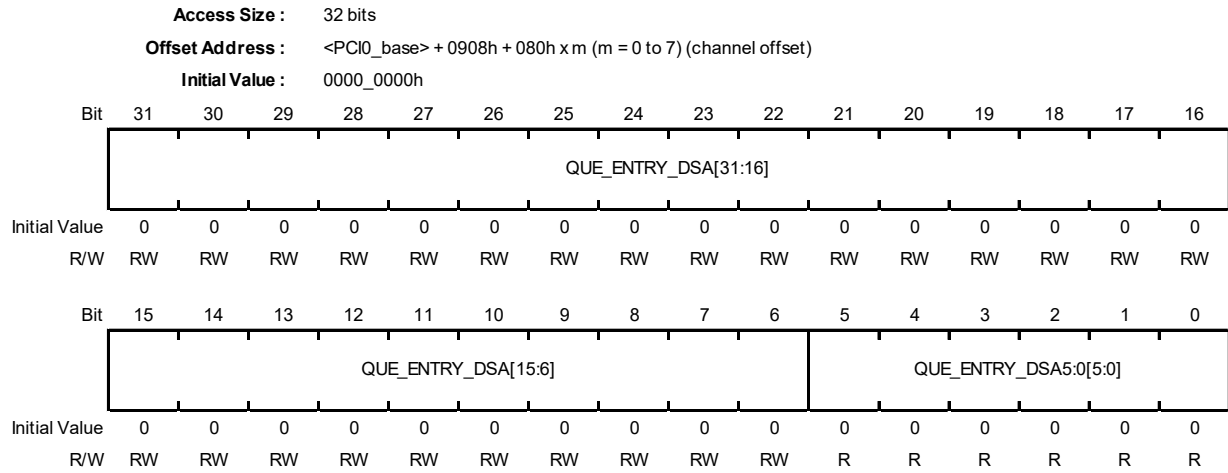 Access Size : 32 bits
Offset Address : <PCI0_base> + 0908h + 080h x m (m = 0 to 7) (channel offset)
Initial Value : 0000_0000h
Bit 31 30 29 28 27 26 25 24 23 22 21 20 19 18 17 16
QUE_ENTRY_DSA[31:16]
Initial Value 0 0 0 0 0 0 0 0 0 0 0 0 0 0 0 0
R/W RW RW RW RW RW RW RW RW RW RW RW RW RW RW RW RW
Bit 15 14 13 12 11 10 9 8 7 6 5 4 3 2 1 0
QUE_ENTRY_DSA[15:6] QUE_ENTRY_DSA5:0[5:0]
Initial Value 0 0 0 0 0 0 0 0 0 0 0 0 0 0 0 0
R/W RW RW RW RW RW RW RW RW RW RW R R R R R R